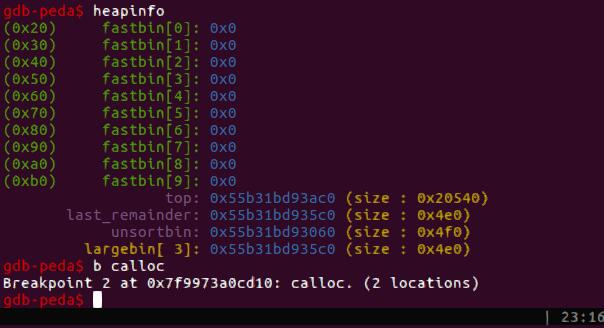 gdb-peda$ heapinfo
(0x20)     fastbin[0]: 0x0
(0x30)     fastbin[1]: 0x0
(0x40)     fastbin[2]: 0x0
(0x50)     fastbin[3]: 0x0
(0x60)     fastbin[4]: 0x0
(0x70)     fastbin[5]: 0x0
(0x80)     fastbin[6]: 0x0
(0x90)     fastbin[7]: 0x0
(0xa0)     fastbin[8]: 0x0
(0xb0)     fastbin[9]: 0x0
top: 0x55b31bd93ac0 (size : 0x20540)
last_remainder: 0x55b31bd935c0 (size : 0x4e0)
unsortbin: 0x55b31bd93060 (size : 0x4f0)
largebin[ 3]: 0x55b31bd935c0 (size : 0x4e0)
gdb-peda$ b calloc
Breakpoint 2 at 0x7f9973a0cd10: calloc. (2 locations)
gdb-peda$
| 23:16